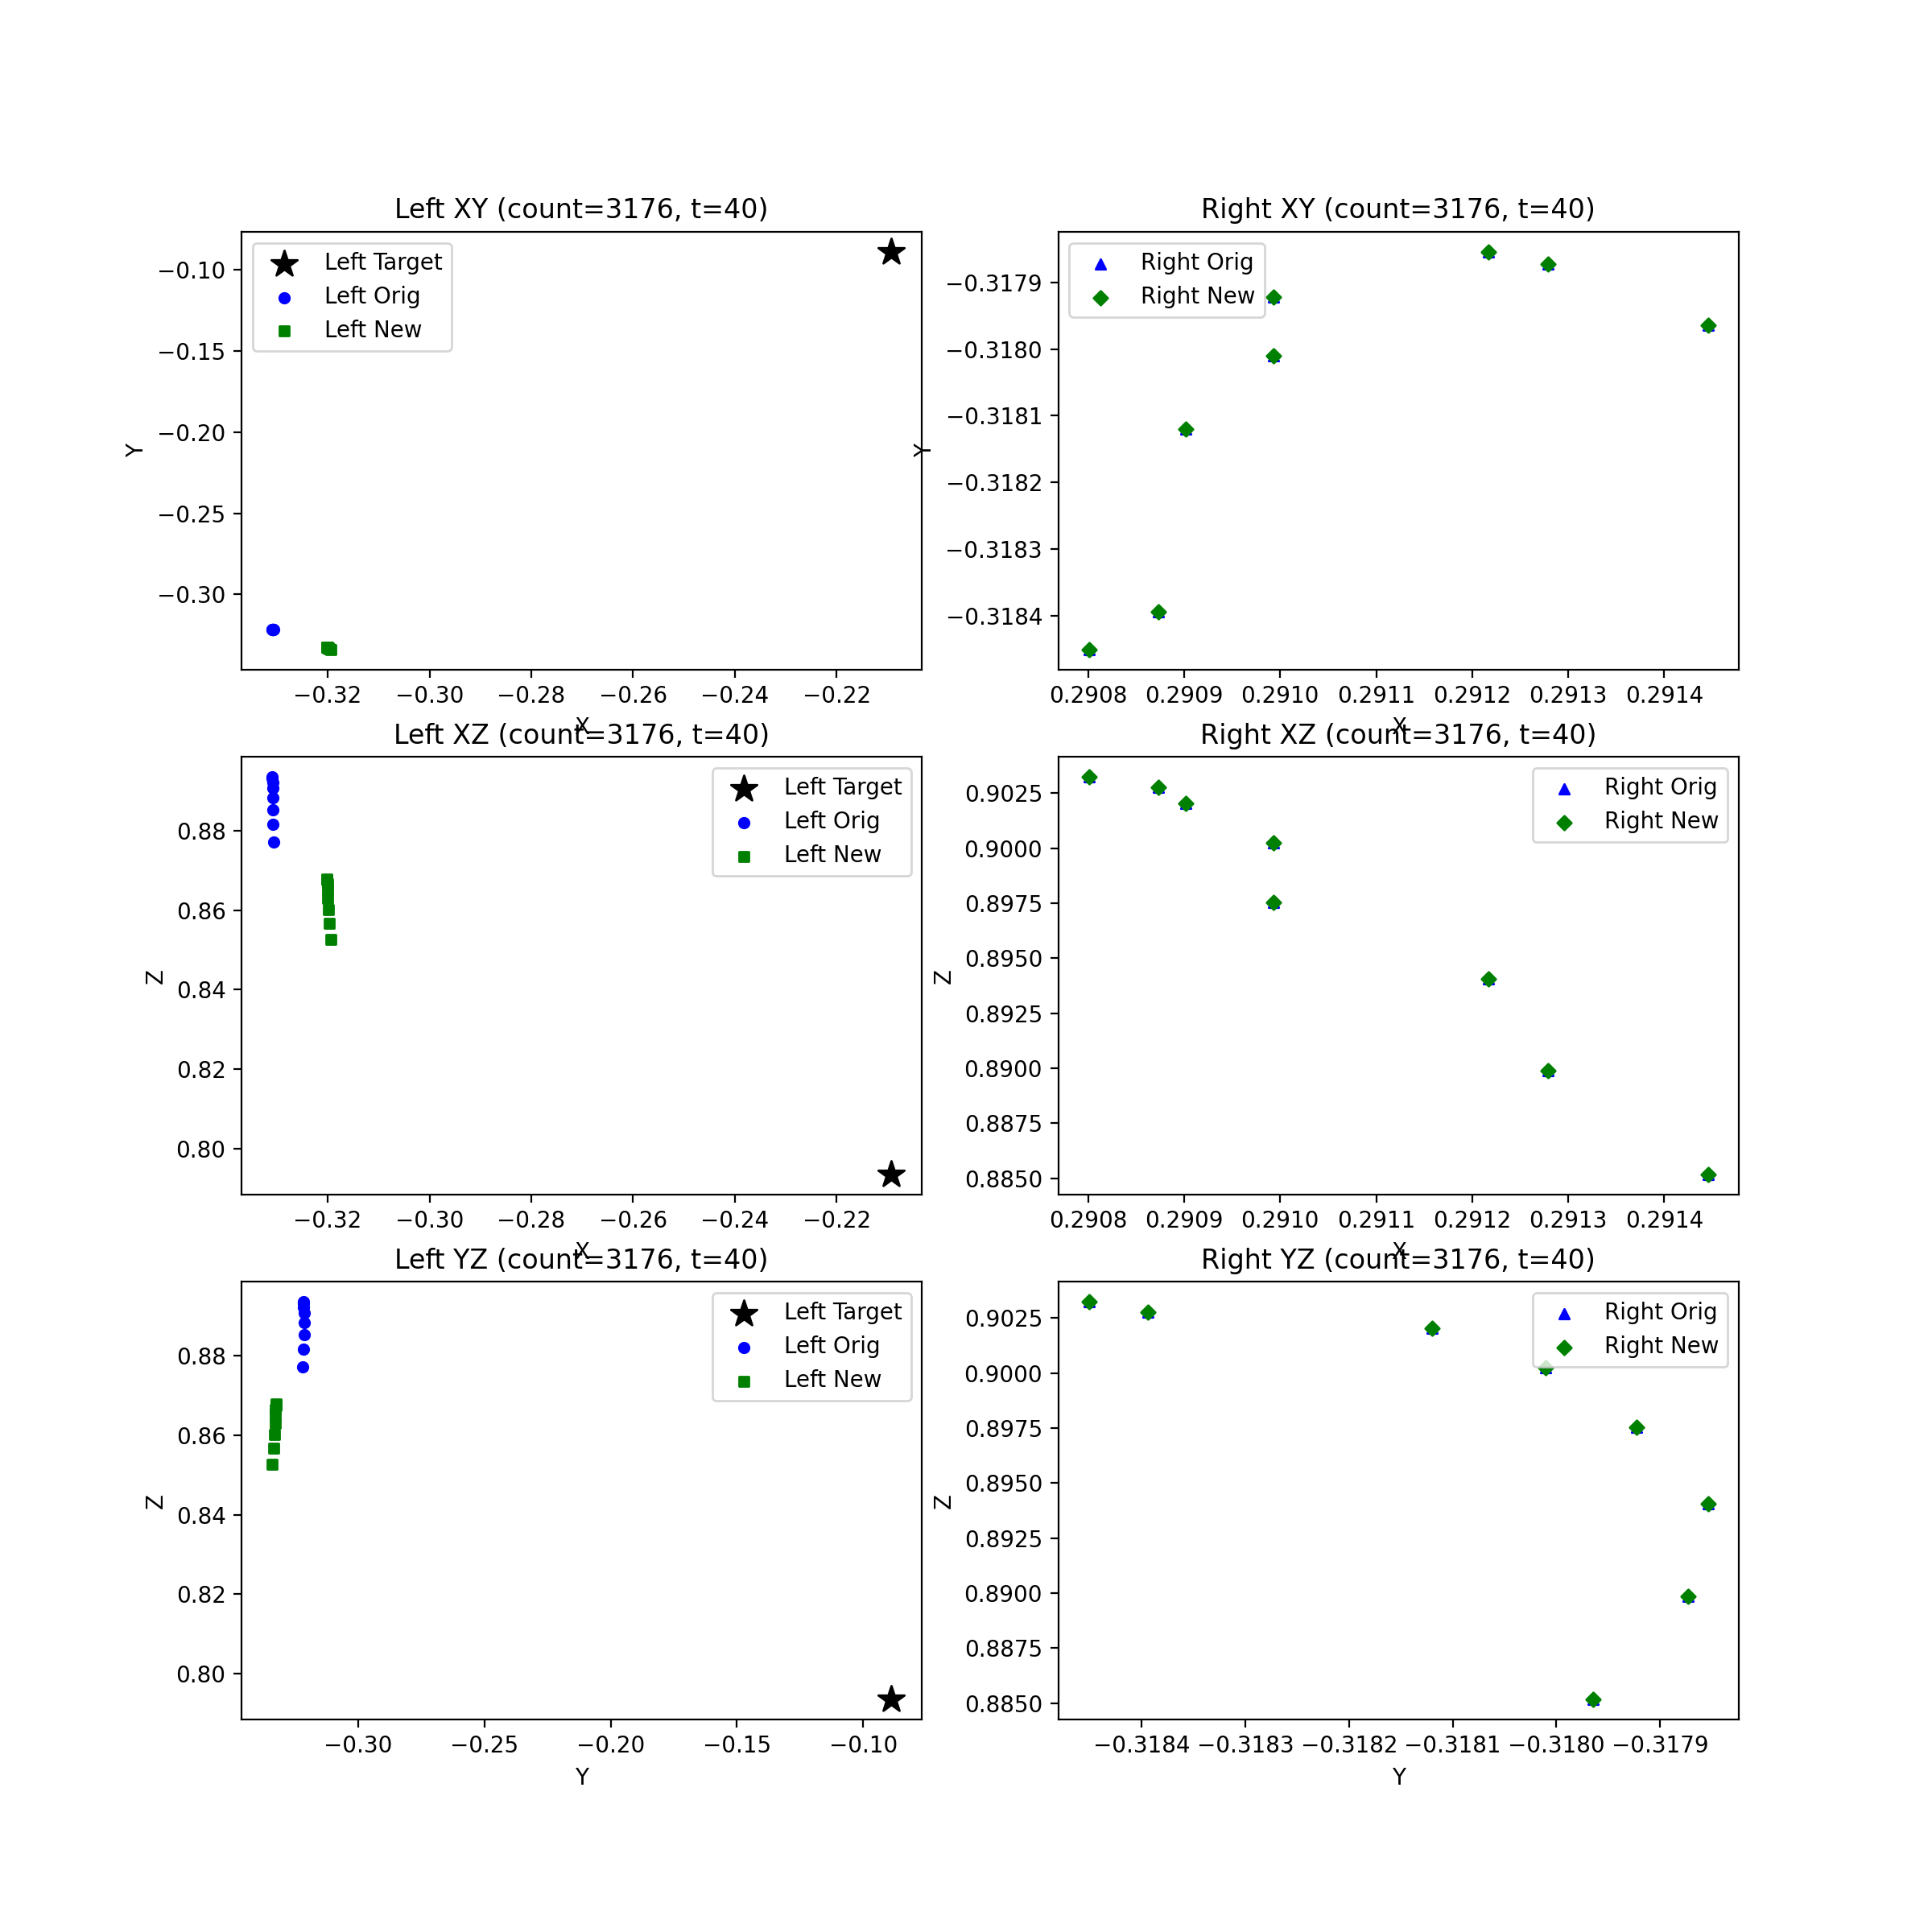 Left XY (count=3176, t=40)
Left Target
Left Orig
Left New
−0.10
−0.15
−0.20
−0.25
−0.30
Y
−0.32 −0.30 −0.28 −0.26 −0.24 −0.22
X
Right XY (count=3176, t=40)
Right Orig
Right New
−0.3179
−0.3180
−0.3181
−0.3182
−0.3183
−0.3184
Y
0.2908 0.2909 0.2910 0.2911 0.2912 0.2913 0.2914
X
Left XZ (count=3176, t=40)
Left Target
Left Orig
Left New
0.88
0.86
0.84
0.82
0.80
Z
−0.32 −0.30 −0.28 −0.26 −0.24 −0.22
X
Right XZ (count=3176, t=40)
Right Orig
Right New
0.9025
0.9000
0.8975
0.8950
0.8925
0.8900
0.8875
0.8850
Z
0.2908 0.2909 0.2910 0.2911 0.2912 0.2913 0.2914
X
Left YZ (count=3176, t=40)
Left Target
Left Orig
Left New
0.88
0.86
0.84
0.82
0.80
Z
−0.30 −0.25 −0.20 −0.15 −0.10
Y
Right YZ (count=3176, t=40)
Right Orig
Right New
0.9025
0.9000
0.8975
0.8950
0.8925
0.8900
0.8875
0.8850
Z
−0.3184 −0.3183 −0.3182 −0.3181 −0.3180 −0.3179
Y